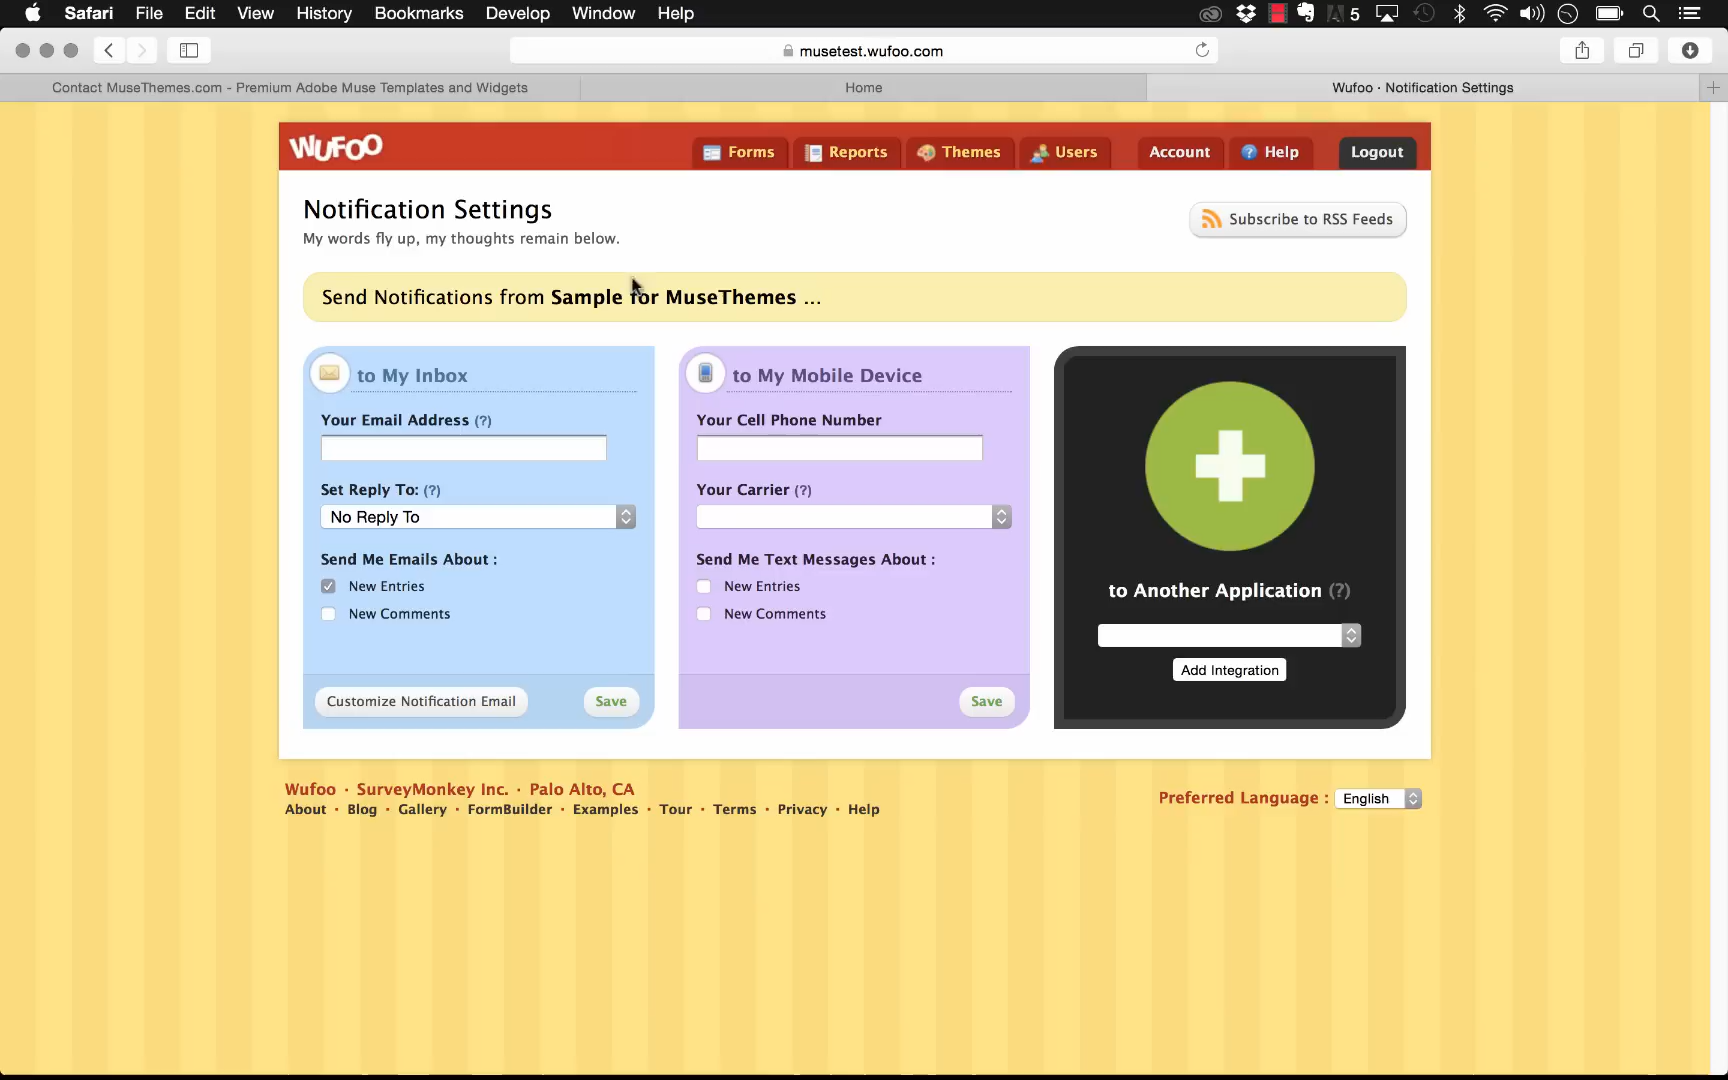 Safari File Edit View History Bookmarks Develop Window Help 5
musetest.wufoo.com
Contact MuseThemes.com - Premium Adobe Muse Templates and Widgets Home Wufoo · Notification Settings
WUFOO Forms Reports Themes Users Account Help Logout
Notification Settings
My words fly up, my thoughts remain below.
Subscribe to RSS Feeds
Send Notifications from Sample for MuseThemes ...
to My Inbox
Your Email Address (?)
Set Reply To: (?)
No Reply To
Send Me Emails About :
New Entries
New Comments
Customize Notification Email Save
to My Mobile Device
Your Cell Phone Number
Your Carrier (?)
Send Me Text Messages About :
New Entries
New Comments
Save
to Another Application (?)
Add Integration
Wufoo · SurveyMonkey Inc. · Palo Alto, CA
About · Blog · Gallery · FormBuilder · Examples · Tour · Terms · Privacy · Help
Preferred Language : English